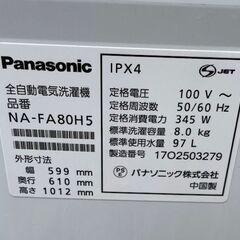 Panasonic
IPX4
JET
全自動電気洗濯機
品番
NA-FA80H5
外形寸法
幅 599 mm
奥行 610 mm
高さ 1012 mm
定格電圧 100 V~
定格周波数 50/60 Hz
定格消費電力 345 W
標準洗濯容量 8.0 kg
標準使用水量 97 L
製造番号 1702503279
PS E
パナソニック株式会社
中国製